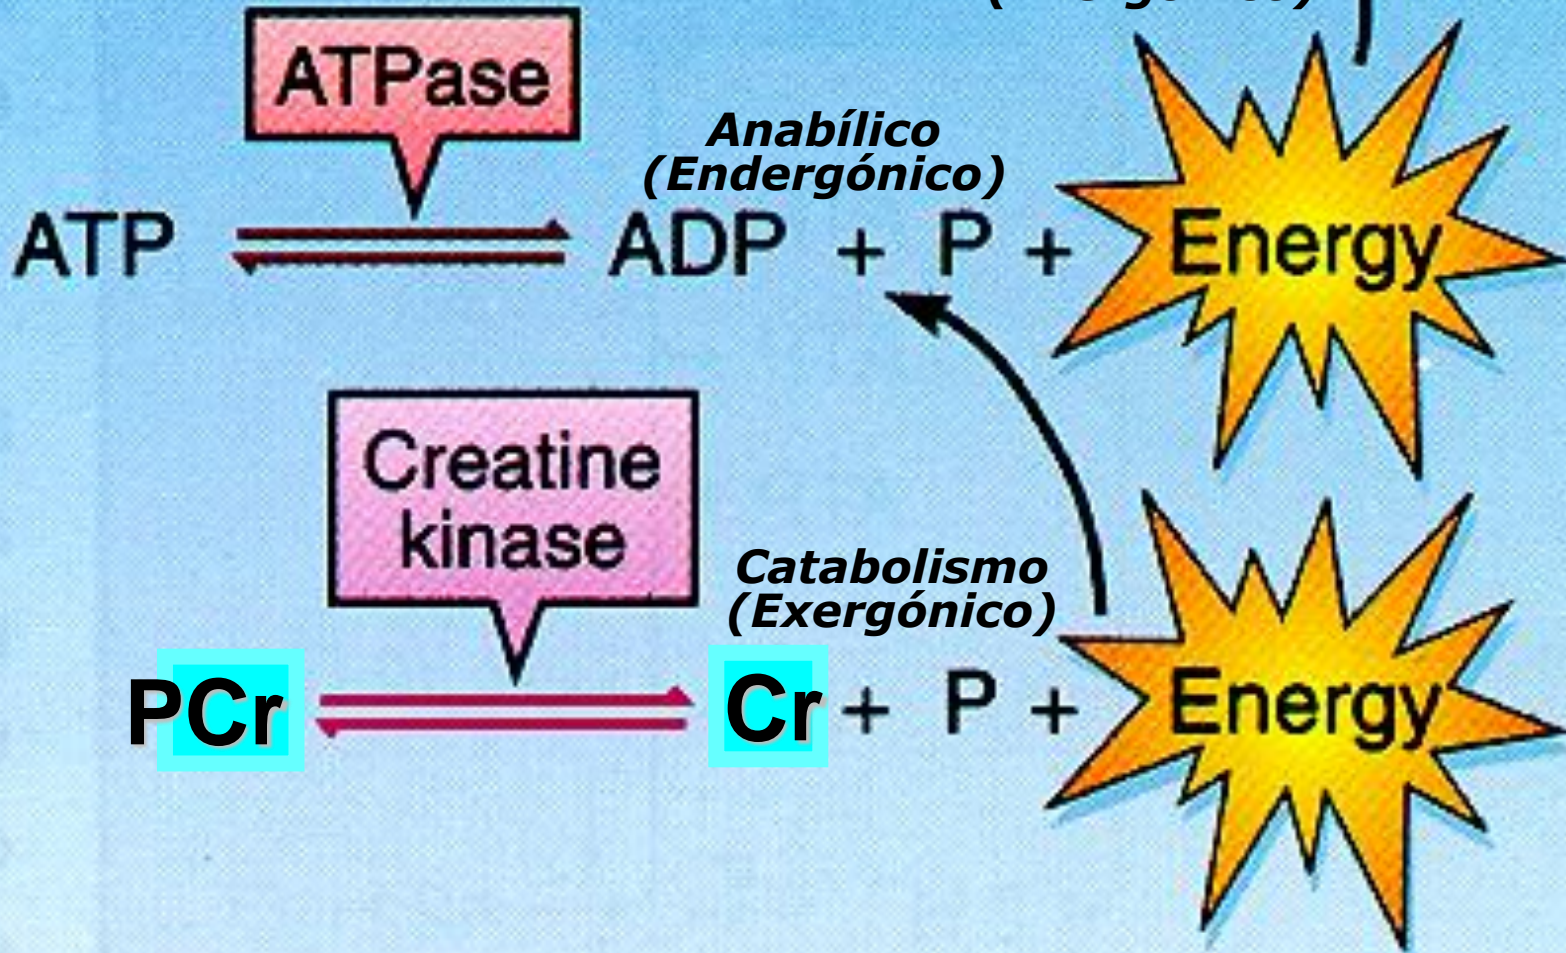 ATPase
Anabílico
(Endergónico)
ATP ADP + P + Energy
Creatine
kinase
Catabolismo
(Exergónico)
PCr Cr + P + Energy